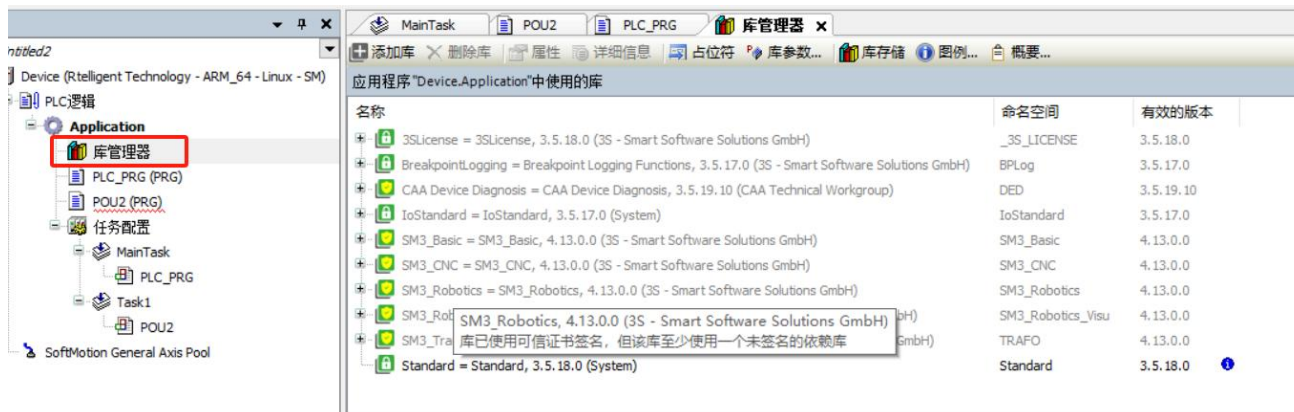 MainTask
POU2
PLC_PRG
库管理器
添加库 删除库 属性 详细信息 占位符 库参数... 库存储 图例... 概要...
Device (Rtelligent Technology - ARM_64 - Linux - SM)
PLC逻辑
Application
库管理器
PLC_PRG (PRG)
POU2 (PRG)
任务配置
MainTask
PLC_PRG
Task1
POU2
SoftMotion General Axis Pool
应用程序"Device.Application"中使用的库
名称 命名空间 有效的版本
3SLicense = 3SLicense, 3.5.18.0 (3S - Smart Software Solutions GmbH) _3S_LICENSE 3.5.18.0
BreakpointLogging = Breakpoint Logging Functions, 3.5.17.0 (3S - Smart Software Solutions GmbH) BPLog 3.5.17.0
CAA Device Diagnosis = CAA Device Diagnosis, 3.5.19.10 (CAA Technical Workgroup) DED 3.5.19.10
IoStandard = IoStandard, 3.5.17.0 (System) IoStandard 3.5.17.0
SM3_Basic = SM3_Basic, 4.13.0.0 (3S - Smart Software Solutions GmbH) SM3_Basic 4.13.0.0
SM3_CNC = SM3_CNC, 4.13.0.0 (3S - Smart Software Solutions GmbH) SM3_CNC 4.13.0.0
SM3_Robotics = SM3_Robotics, 4.13.0.0 (3S - Smart Software Solutions GmbH) SM3_Robotics 4.13.0.0
SM3_Rob SM3_Robotics_Visu 4.13.0.0
SM3_Robotics, 4.13.0.0 (3S - Smart Software Solutions GmbH)
库已使用可信证书签名，但该库至少使用一个未签名的依赖库
SM3_Tra GmbH) TRAFO 4.13.0.0
Standard = Standard, 3.5.18.0 (System) Standard 3.5.18.0